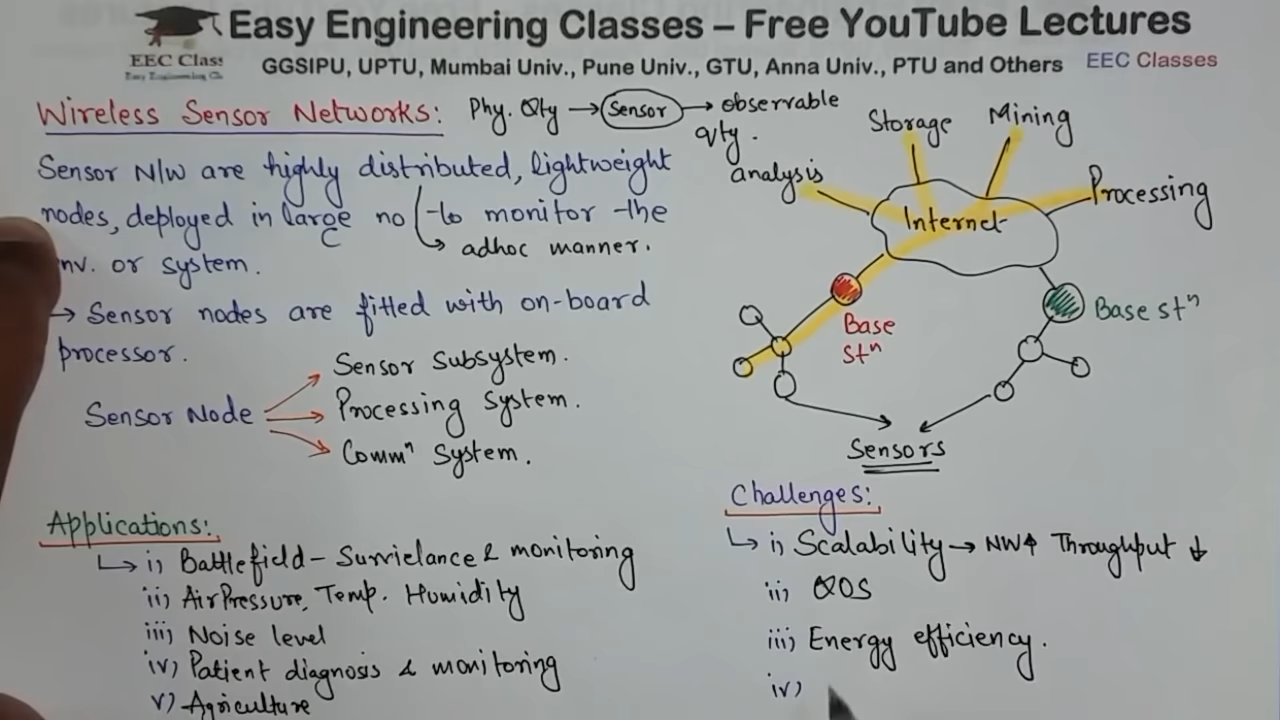 Easy Engineering Classes – Free YouTube Lectures
EEC Classes
GGSIPU, UPTU, Mumbai Univ., Pune Univ., GTU, Anna Univ., PTU and Others
EEC Classes
Wireless Sensor Networks:
Phy. Qty → Sensor → observable
qty.
Sensor N/w are highly distributed, lightweight
nodes, deployed in large no to monitor the
adhoc manner.
nv. or system.
→ Sensor nodes are fitted with on-board
processor.
Sensor Node
Sensor Subsystem.
Processing System.
Commⁿ System.
Storage
Mining
analysis
Processing
Internet
Base
stⁿ
Base stⁿ
Sensors
Applications:
i) Battlefield – Survielance & monitoring
ii) Air Pressure, Temp. Humidity
iii) Noise level
iv) Patient diagnosis & monitoring
v) Agriculture
Challenges:
i) Scalability → NW↑ Throughput ↓
ii) QOS
iii) Energy efficiency.
iv)